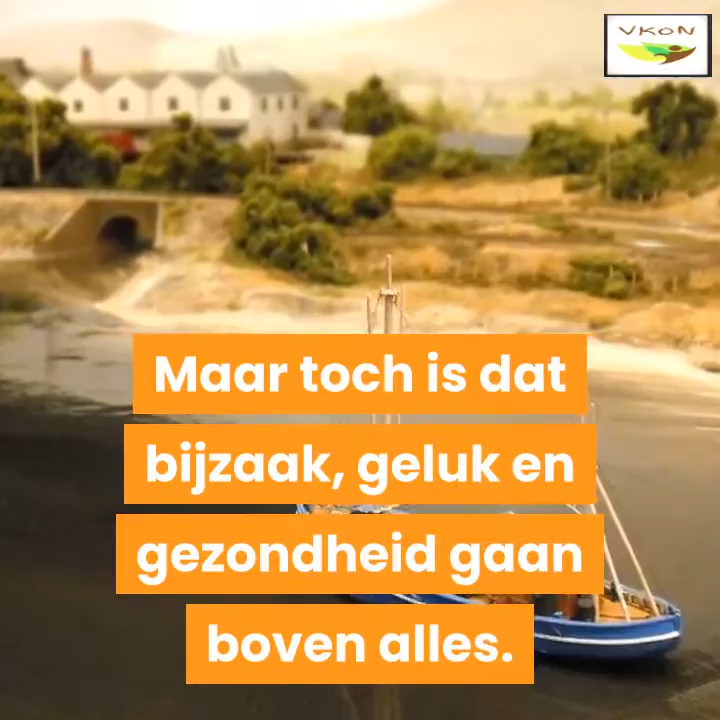 VKoN
Maar toch is dat
bijzaak, geluk en
gezondheid gaan
boven alles.